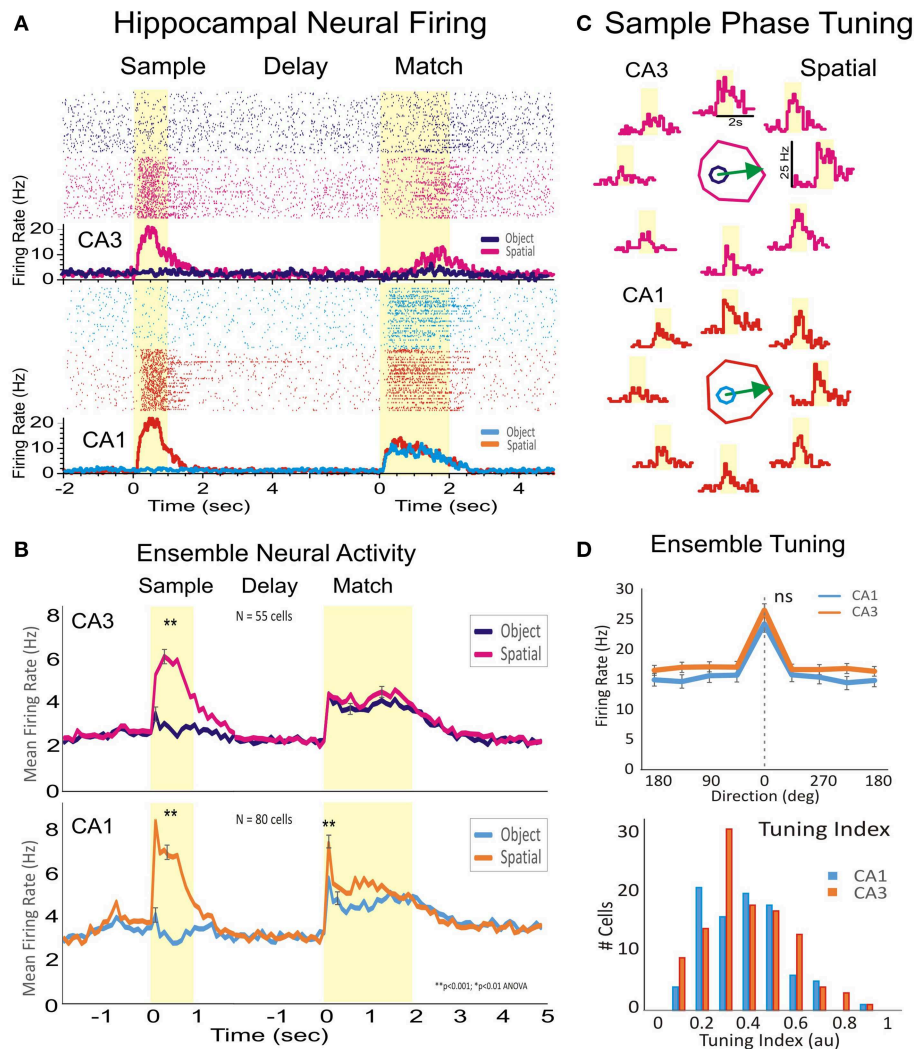 A Hippocampal Neural Firing
Sample Delay Match
Firing Rate (Hz)
20
10
0
CA3
Object
Spatial
Firing Rate (Hz)
20
10
0
CA1
Object
Spatial
-2 0 2 4 0 2 4
Time (sec) Time (sec)
B Ensemble Neural Activity
Sample Delay Match
Mean Firing Rate (Hz)
8
6
4
2
0
CA3
**
N = 55 cells
Object
Spatial
Mean Firing Rate (Hz)
8
6
4
2
0
CA1
**
N = 80 cells
**
Object
Spatial
**p<0.001; *p<0.01 ANOVA
-1 0 1 2 -1 0 1 2 3 4 5
Time (sec)
C Sample Phase Tuning
CA3 Spatial
2s
25 Hz
CA1
D Ensemble Tuning
Firing Rate (Hz)
30
25
20
15
10
5
0
ns
CA1
CA3
180 90 0 270 180
Direction (deg)
Tuning Index
# Cells
30
20
10
0
CA1
CA3
0 0.2 0.4 0.6 0.8 1
Tuning Index (au)